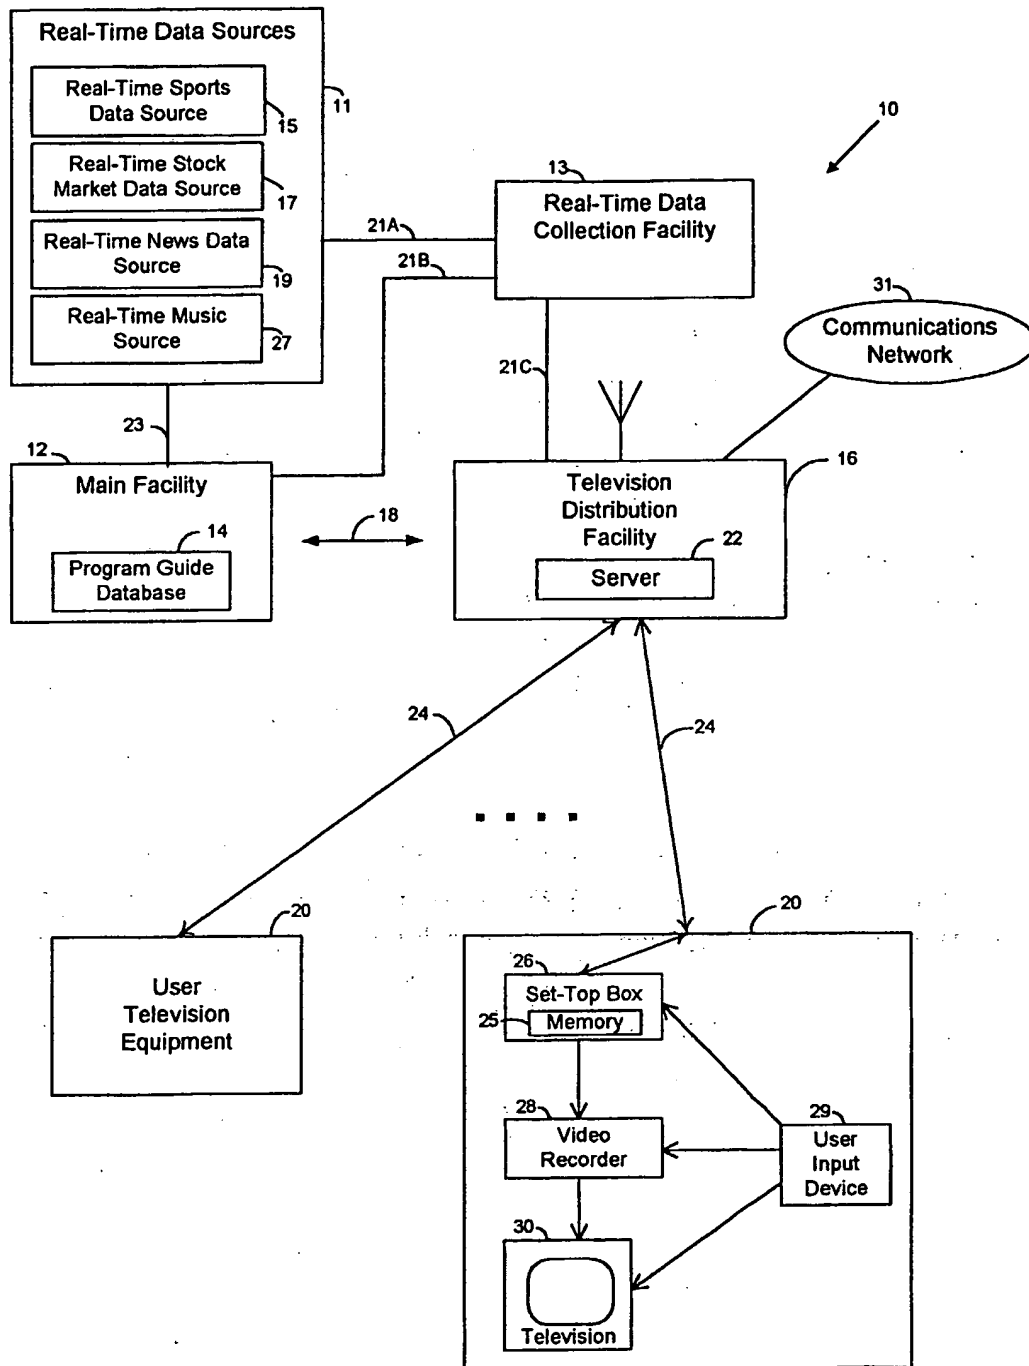 Real-Time Data Sources
11
Real-Time Sports
Data Source
15
Real-Time Stock
Market Data Source
17
Real-Time News Data
Source
19
Real-Time Music
Source
27
10
13
Real-Time Data
Collection Facility
21A
21B
21C
31
Communications
Network
23
12
Main Facility
14
Program Guide
Database
18
16
Television
Distribution
Facility
22
Server
24
24
20
User
Television
Equipment
20
26
Set-Top Box
25
Memory
28
Video
Recorder
29
User
Input
Device
30
Television